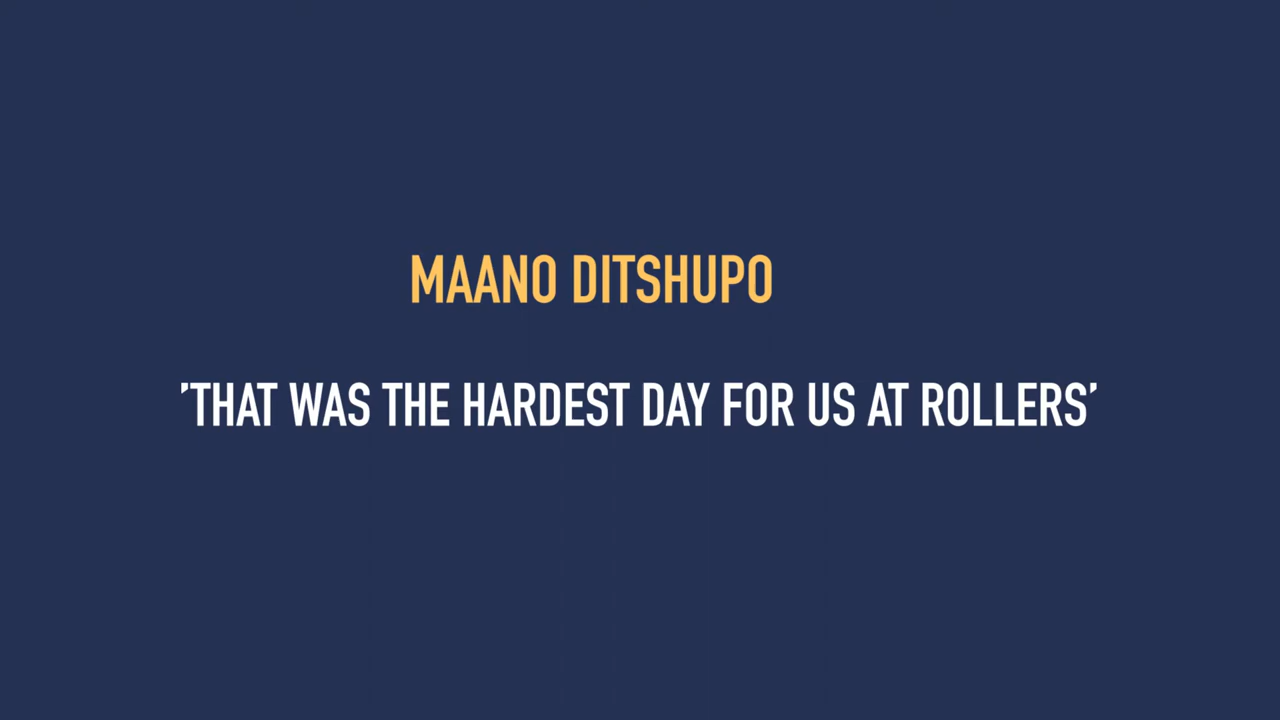 MAANO DITSHUPO
'THAT WAS THE HARDEST DAY FOR US AT ROLLERS'